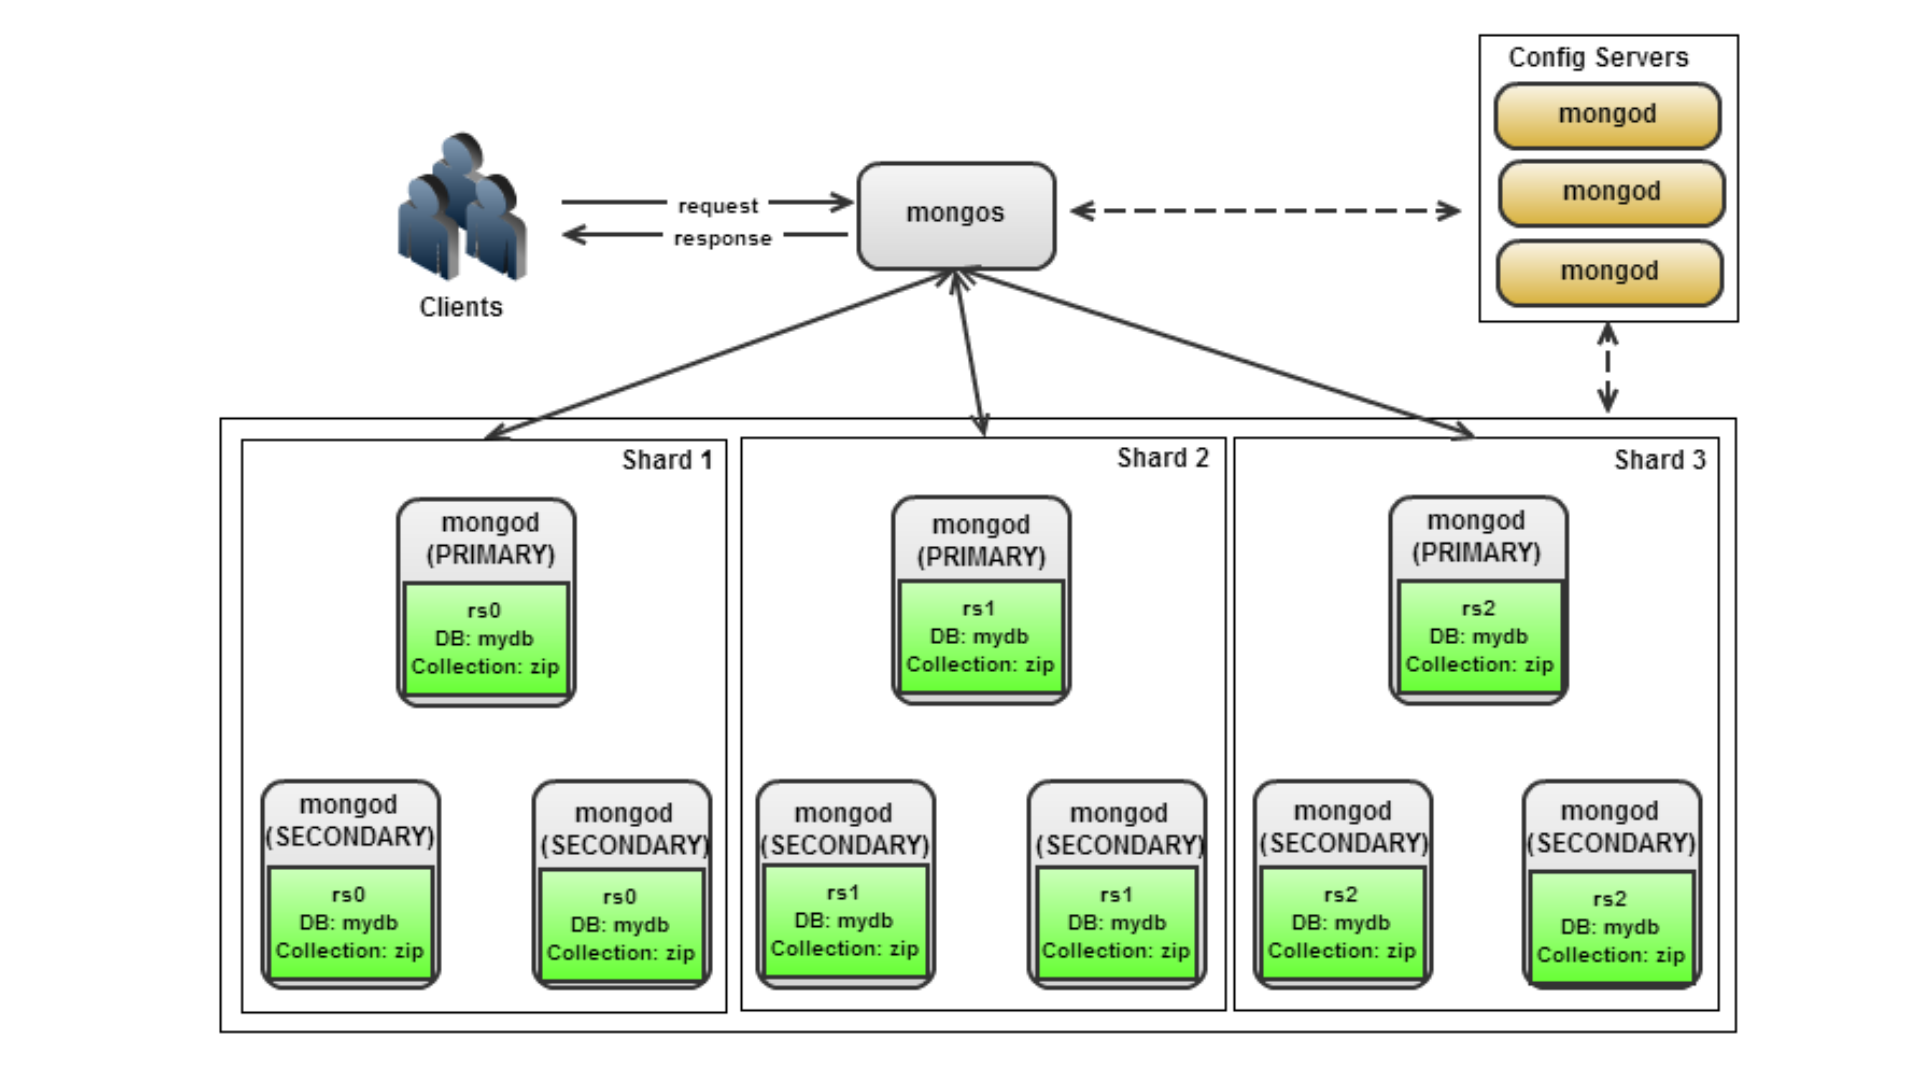 Config Servers
mongod
mongod
mongod
request
response
mongos
Clients
Shard 1
mongod
(PRIMARY)
rs0
DB: mydb
Collection: zip
mongod
(SECONDARY)
rs0
DB: mydb
Collection: zip
mongod
(SECONDARY)
rs0
DB: mydb
Collection: zip
Shard 2
mongod
(PRIMARY)
rs1
DB: mydb
Collection: zip
mongod
(SECONDARY)
rs1
DB: mydb
Collection: zip
mongod
(SECONDARY)
rs1
DB: mydb
Collection: zip
Shard 3
mongod
(PRIMARY)
rs2
DB: mydb
Collection: zip
mongod
(SECONDARY)
rs2
DB: mydb
Collection: zip
mongod
(SECONDARY)
rs2
DB: mydb
Collection: zip